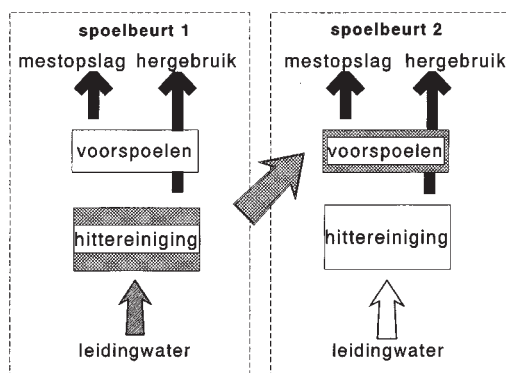 spoelbeurt 1
mestopslag hergebruik
voorspoelen
hittereiniging
leidingwater
spoelbeurt 2
mestopslag hergebruik
voorspoelen
hittereiniging
leidingwater